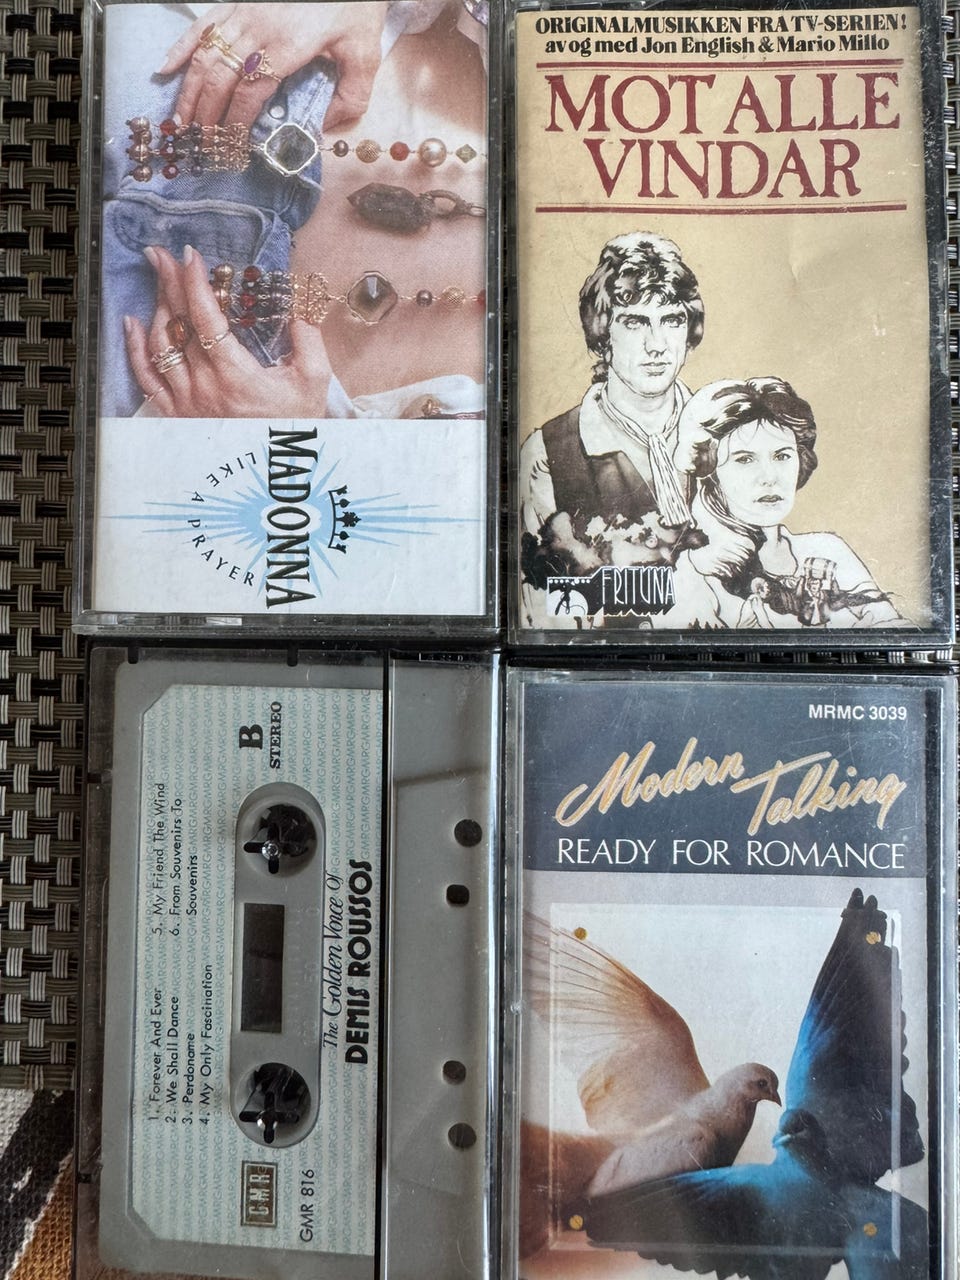 MADONNA
LIKE A PRAYER
ORIGINALMUSIKKEN FRA TV-SERIEN!
av og med Jon English & Mario Millo
MOT ALLE
VINDAR
FRITUNA
B
STEREO
1. Forever And Ever
2. We Shall Dance
3. Perdoname
4. My Only Fascination
5. My Friend The Wind
6. From Souvenirs To
Souvenirs
The Golden Voice Of
DEMIS ROUSSOS
GMR
GMR 816
MRMC 3039
Modern
Talking
READY FOR ROMANCE